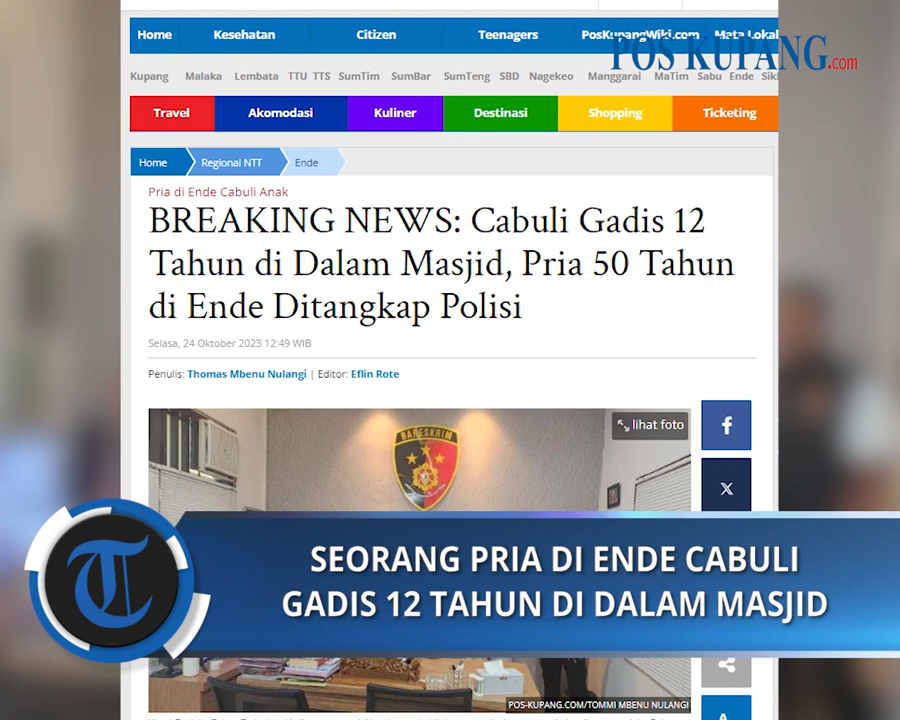 Home Kesehatan Citizen Teenagers PosKupangWiki.com Mata Lokal
POS KUPANG.com
Kupang Malaka Lembata TTU TTS SumTim SumBar SumTeng SBD Nagekeo Manggarai MaTim Sabu Ende
Travel Akomodasi Kuliner Destinasi Shopping Ticketing
Home Regional NTT Ende
Pria di Ende Cabuli Anak
BREAKING NEWS: Cabuli Gadis 12
Tahun di Dalam Masjid, Pria 50 Tahun
di Ende Ditangkap Polisi
Selasa, 24 Oktober 2023 12:49 WIB
Penulis: Thomas Mbenu Nulangi | Editor: Eflin Rote
lihat foto
BARESKRIM
SEORANG PRIA DI ENDE CABULI
GADIS 12 TAHUN DI DALAM MASJID
POS-KUPANG.COM/TOMMI MBENU NULANGI